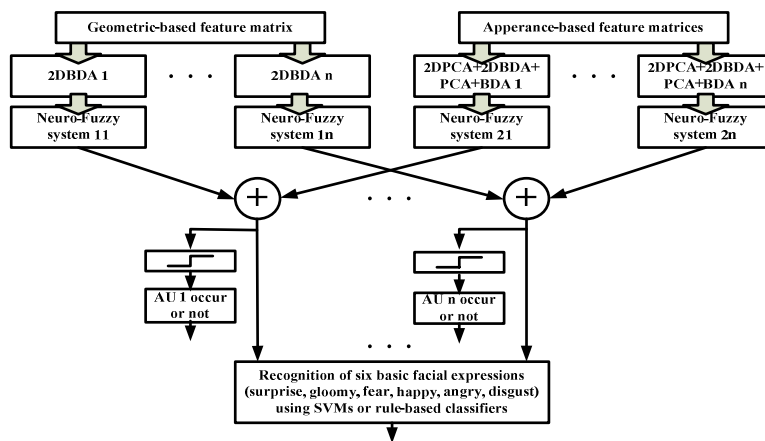 Geometric-based feature matrix
Apperance-based feature matrices
2DBDA 1
. . .
2DBDA n
2DPCA+2DBDA+
PCA+BDA 1
. . .
2DPCA+2DBDA+
PCA+BDA n
Neuro-Fuzzy
system 11
Neuro-Fuzzy
system 1n
Neuro-Fuzzy
system 21
Neuro-Fuzzy
system 2n
+
. . .
+
AU 1 occur
or not
AU n occur
or not
. . .
Recognition of six basic facial expressions
(surprise, gloomy, fear, happy, angry, disgust)
using SVMs or rule-based classifiers